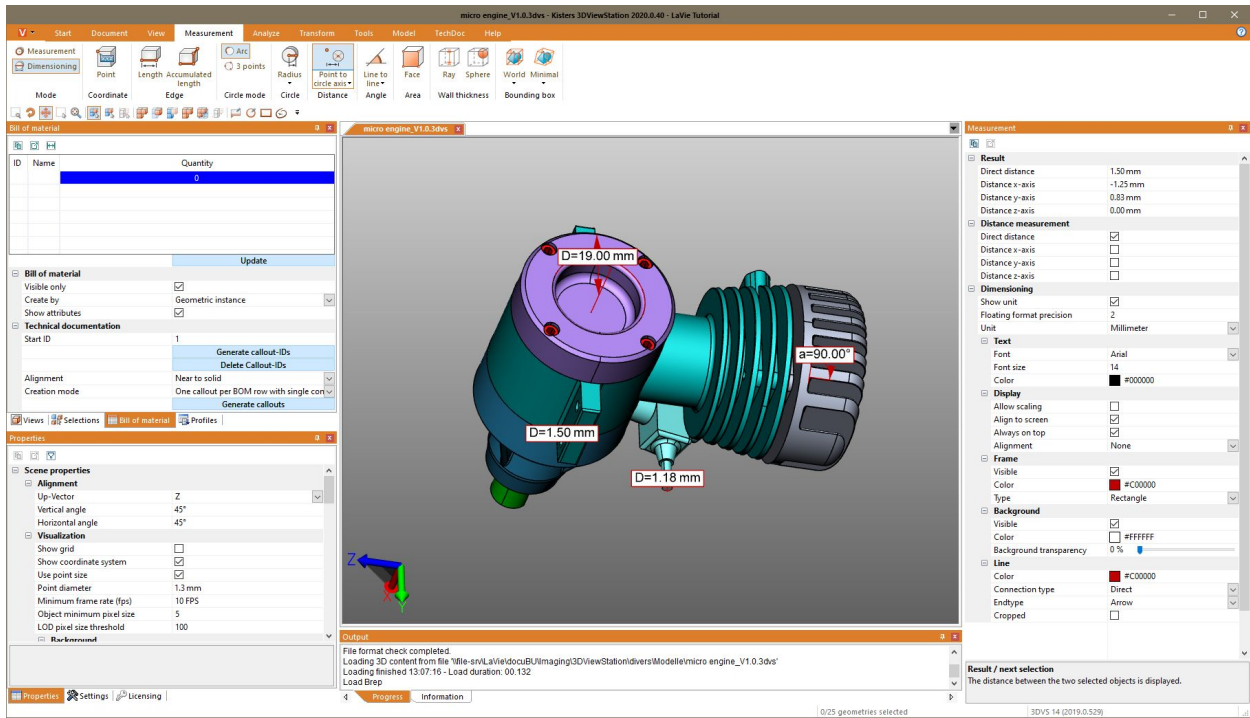 micro engine_V1.0.3dvs - Kisters 3DViewStation 2020.0.40 - LaVie Tutorial
V Start Document View Measurement Analyze Transform Tools Model TechDoc Help
Measurement
Dimensioning
Mode
Point
Coordinate
Length Accumulated length
Edge
Arc
3 points
Circle mode
Radius
Circle
Point to circle axis
Distance
Line to line
Angle
Face
Area
Ray Sphere
Wall thickness
World Minimal
Bounding box
Bill of material
ID Name Quantity
0
Update
Bill of material
Visible only
Create by Geometric instance
Show attributes
Technical documentation
Start ID 1
Generate callout-IDs
Delete Callout-IDs
Alignment Near to solid
Creation mode One callout per BOM row with single con
Generate callouts
Views Selections Bill of material Profiles
Properties
Scene properties
Alignment
Up-Vector Z
Vertical angle 45°
Horizontal angle 45°
Visualization
Show grid
Show coordinate system
Use point size
Point diameter 1.3 mm
Minimum frame rate (fps) 10 FPS
Object minimum pixel size 5
LOD pixel size threshold 100
Background
Properties Settings Licensing
micro engine_V1.0.3dvs
D=19.00 mm
a=90.00°
D=1.50 mm
D=1.18 mm
Z
X
Y
Output
File format check completed.
Loading 3D content from file '\\file-srv\LaVie\docuBU\Imaging\3DViewStation\divers\Modelle\micro engine_V1.0.3dvs'
Loading finished 13:07:16 - Load duration: 00.132
Load Brep
Progress Information
Measurement
Result
Direct distance 1.50 mm
Distance x-axis -1.25 mm
Distance y-axis 0.83 mm
Distance z-axis 0.00 mm
Distance measurement
Direct distance
Distance x-axis
Distance y-axis
Distance z-axis
Dimensioning
Show unit
Floating format precision 2
Unit Millimeter
Text
Font Arial
Font size 14
Color #000000
Display
Allow scaling
Align to screen
Always on top
Alignment None
Frame
Visible
Color #C00000
Type Rectangle
Background
Visible
Color #FFFFFF
Background transparency 0 %
Line
Color #C00000
Connection type Direct
Endtype Arrow
Cropped
Result / next selection
The distance between the two selected objects is displayed.
0/25 geometries selected 3DVS 14 (2019.0.529)